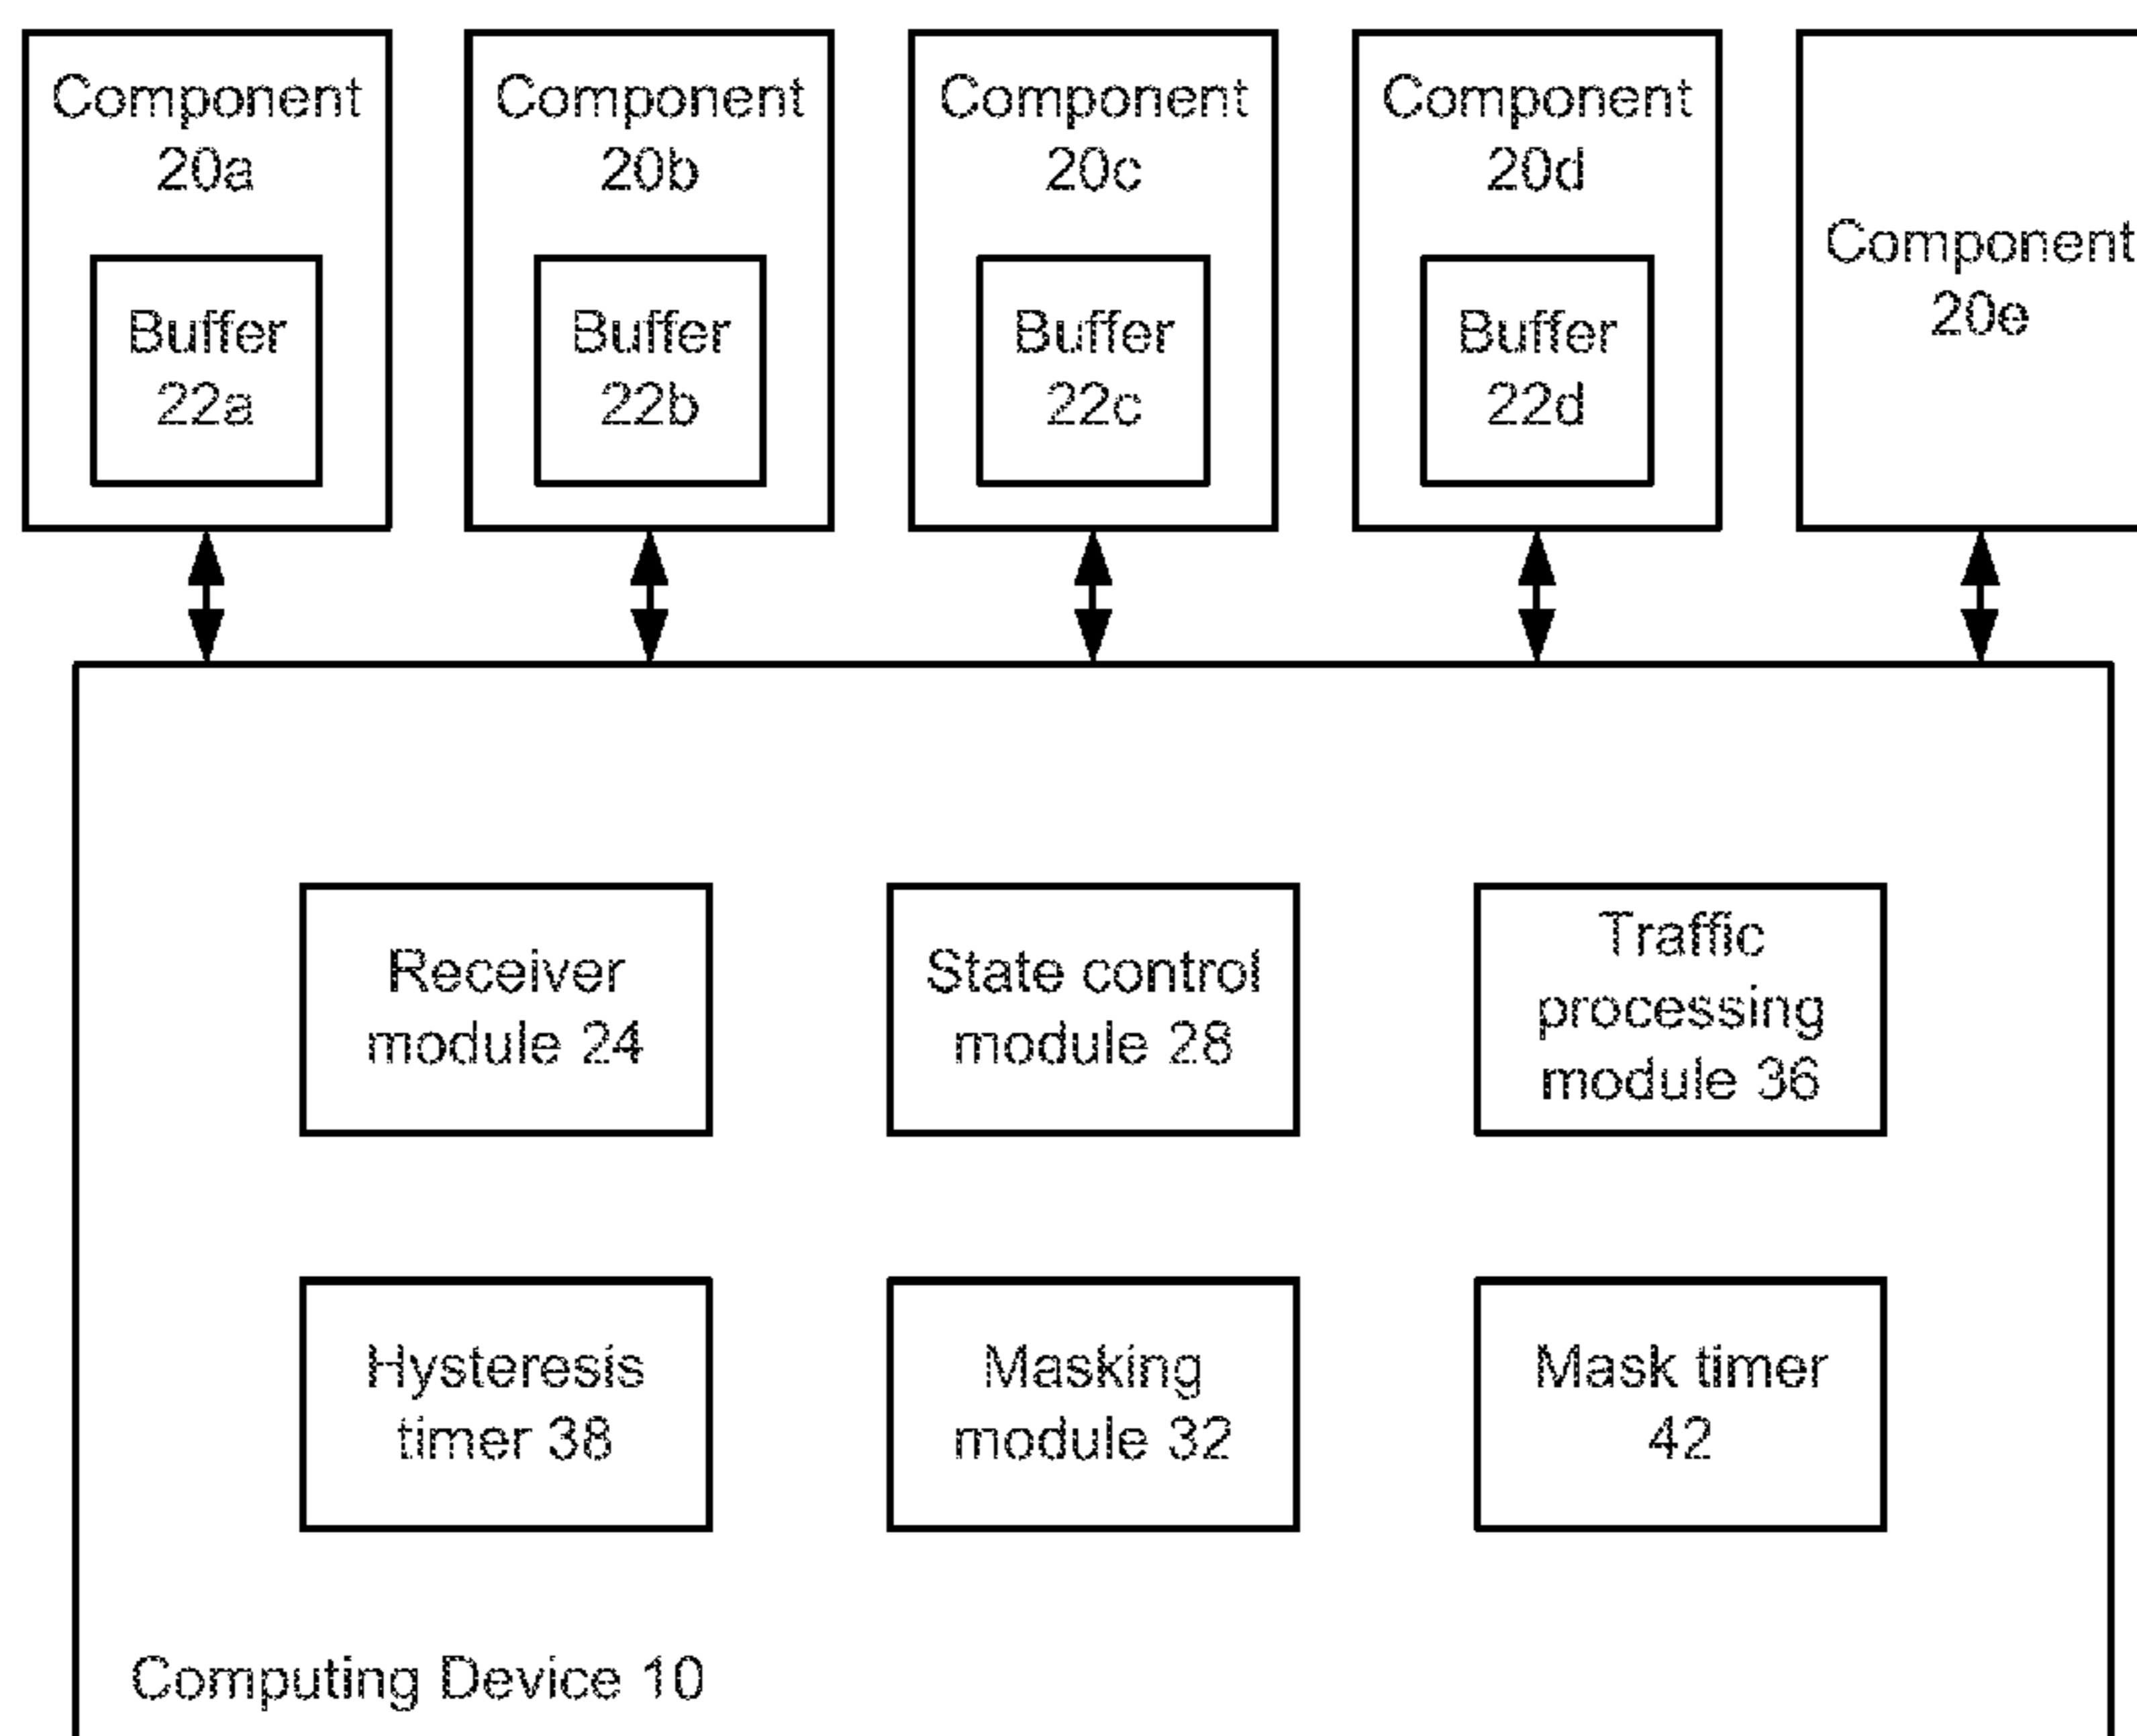 Component
20a
Buffer
22a
Component
20b
Buffer
22b
Component
20c
Buffer
22c
Component
20d
Buffer
22d
Component
20e
Receiver
module 24
State control
module 28
Traffic
processing
module 36
Hysteresis
timer 38
Masking
module 32
Mask timer
42
Computing Device 10